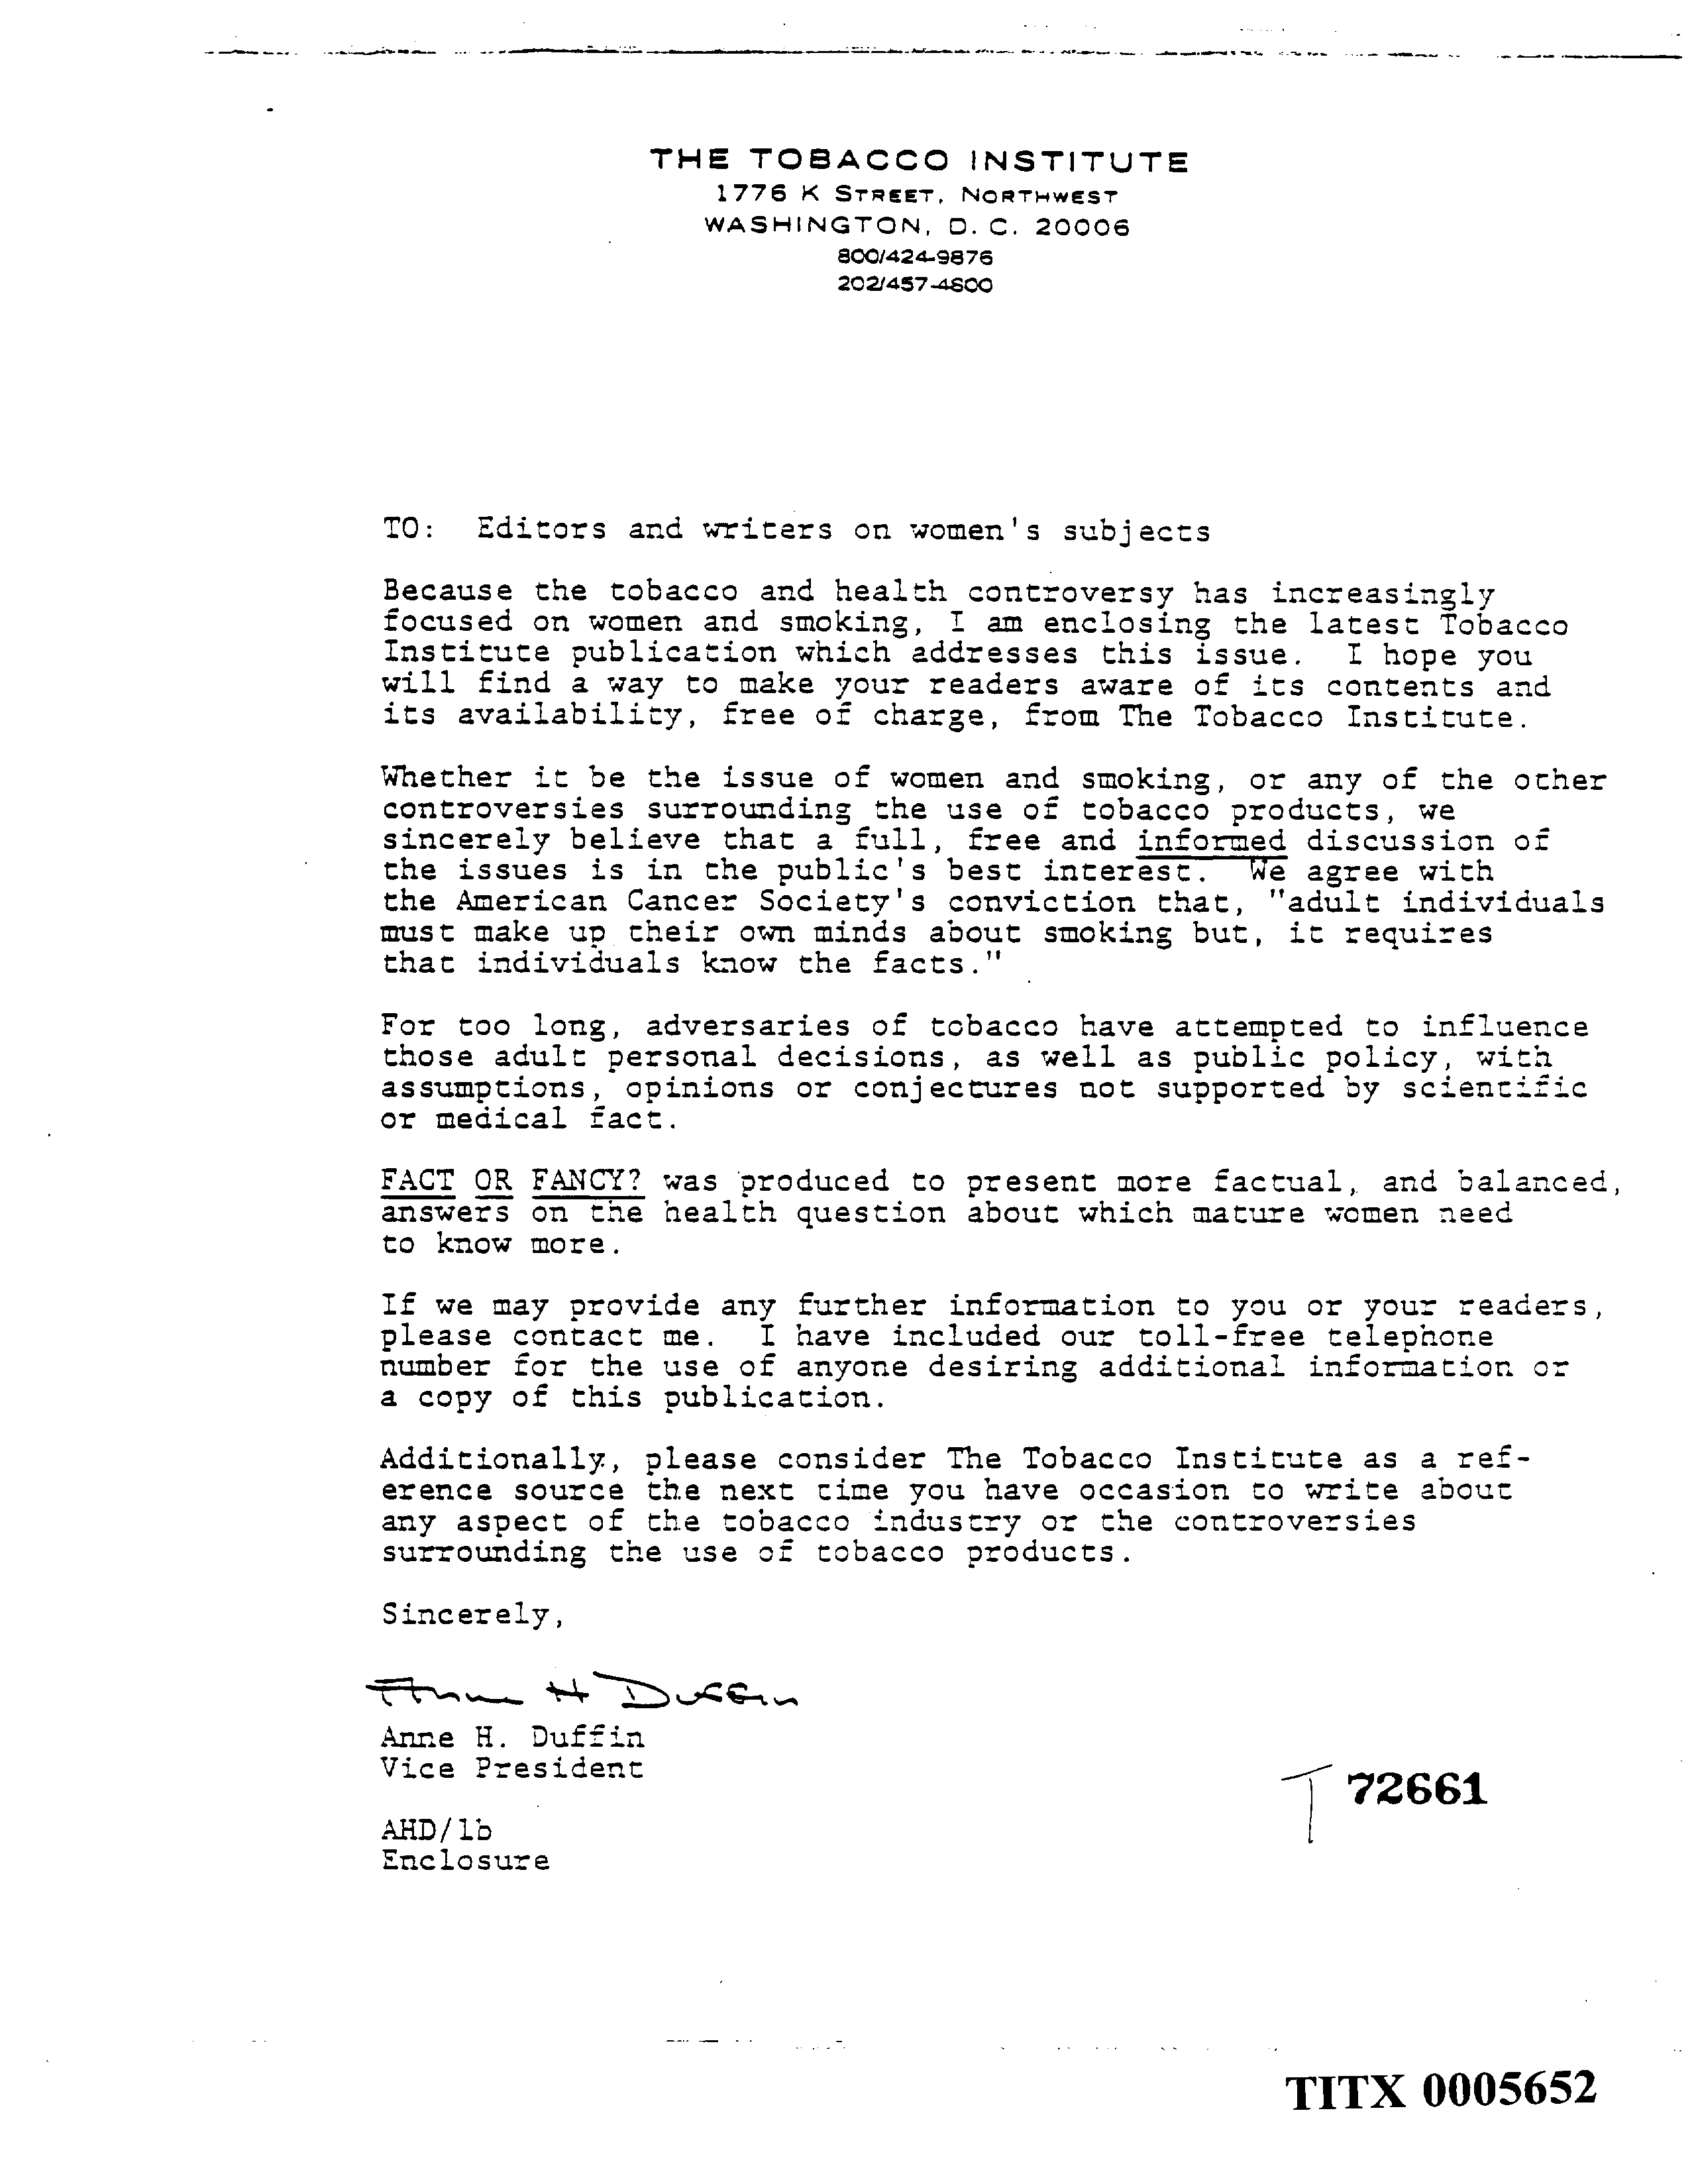 THE TOBACCO INSTITUTE
1776 K STREET, NORTHWEST
WASHINGTON, D. C. 20006
800/424-9876
202/457-4800
TO:  Editors and writers on women's subjects
Because the tobacco and health controversy has increasingly
focused on women and smoking, I am enclosing the latest Tobacco
Institute publication which addresses this issue.  I hope you
will find a way to make your readers aware of its contents and
its availability, free of charge, from The Tobacco Institute.
Whether it be the issue of women and smoking, or any of the other
controversies surrounding the use of tobacco products, we
sincerely believe that a full, free and informed discussion of
the issues is in the public's best interest.  We agree with
the American Cancer Society's conviction that, "adult individuals
must make up their own minds about smoking but, it requires
that individuals know the facts."
For too long, adversaries of tobacco have attempted to influence
those adult personal decisions, as well as public policy, with
assumptions, opinions or conjectures not supported by scientific
or medical fact.
FACT OR FANCY? was produced to present more factual, and balanced,
answers on the health question about which mature women need
to know more.
If we may provide any further information to you or your readers,
please contact me.  I have included our toll-free telephone
number for the use of anyone desiring additional information or
a copy of this publication.
Additionally, please consider The Tobacco Institute as a ref-
erence source the next time you have occasion to write about
any aspect of the tobacco industry or the controversies
surrounding the use of tobacco products.
Sincerely,
Anne H Duffin
Anne H. Duffin
Vice President
T 72661
AHD/lb
Enclosure
TITX 0005652